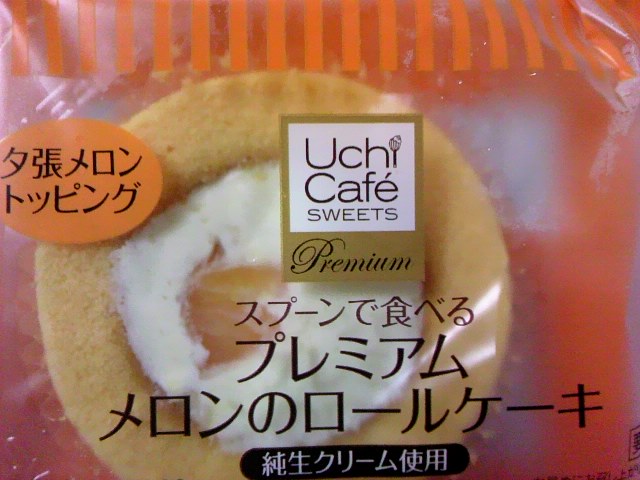 夕張メロン
トッピング
Uchi
Café
SWEETS
Premium
スプーンで食べる
プレミアム
メロンのロールケーキ
純生クリーム使用